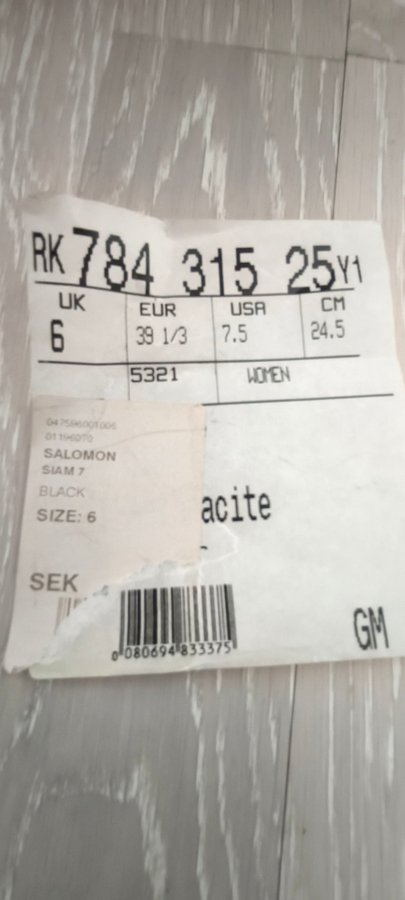 RK 784 315 25 Y1
UK EUR USA CM
6 39 1/3 7.5 24.5
5321 WOMEN
047596001006
01196070
SALOMON
SIAM 7
BLACK
SIZE: 6
acite
SEK
0 080694 833375
GM